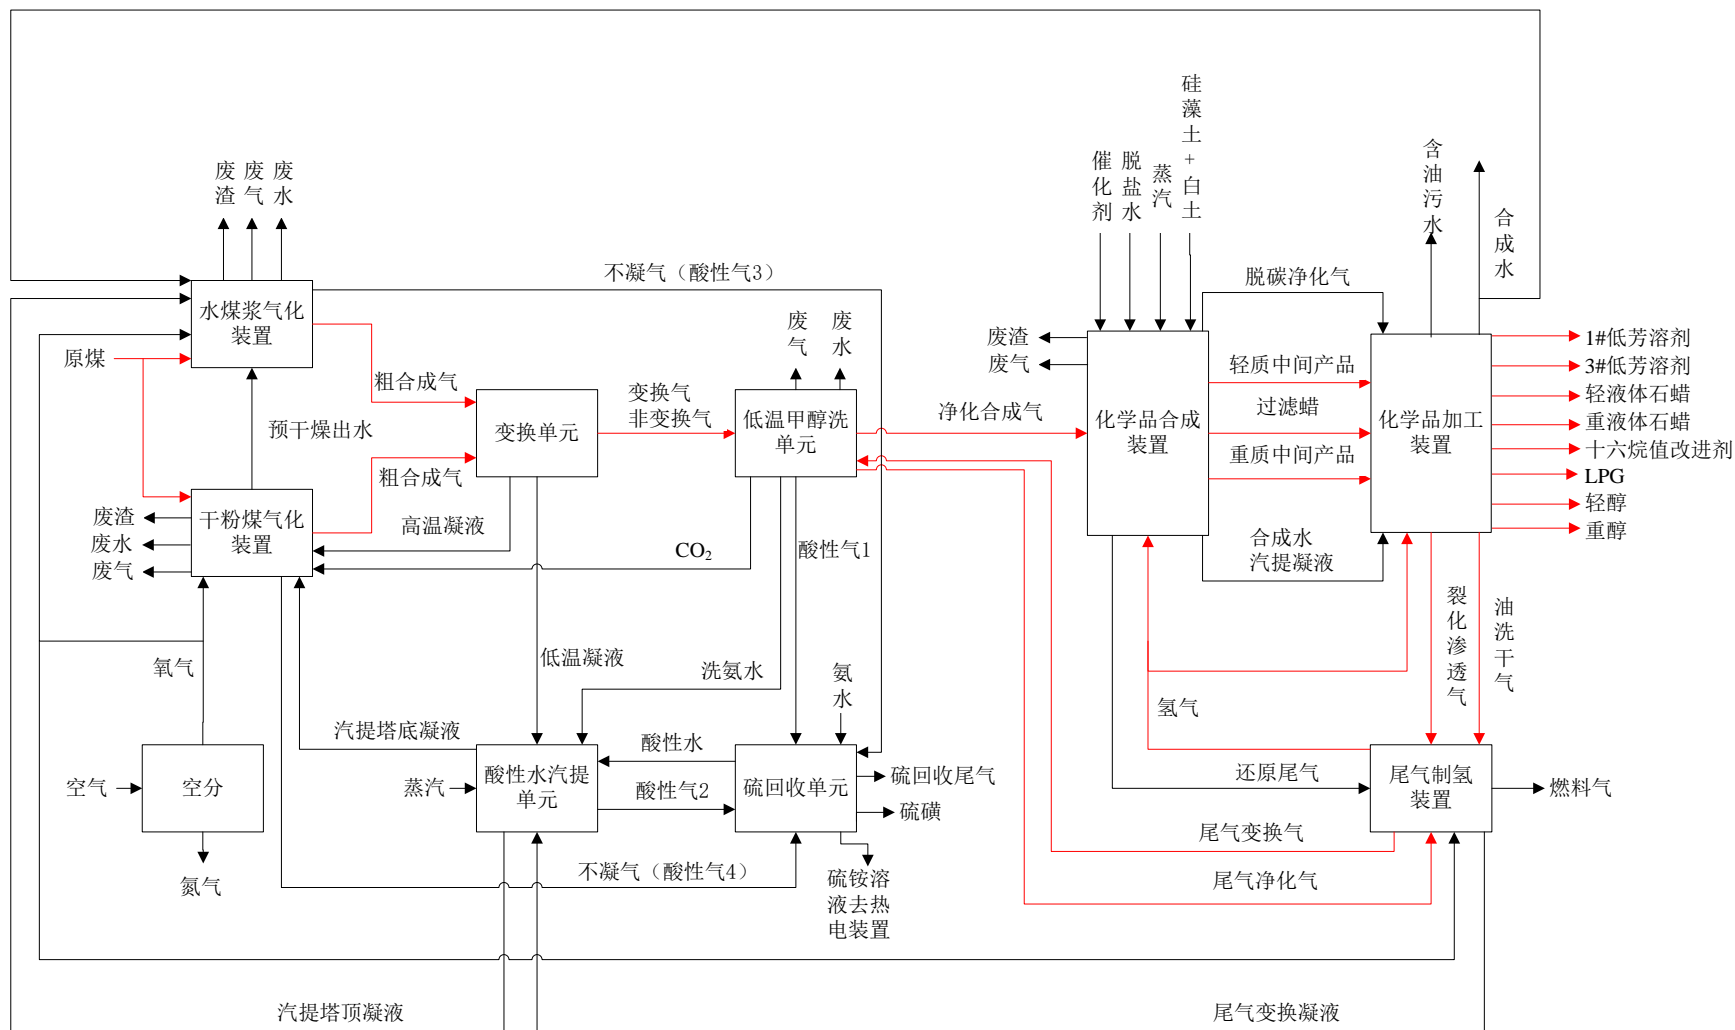 硅藻土+白土
催化剂
脱盐水
蒸汽
含油污水
合成水
废渣
废气
废水
不凝气（酸性气3）
脱碳净化气
水煤浆气化
装置
废气
废水
废渣
废气
1#低芳溶剂
3#低芳溶剂
轻液体石蜡
重液体石蜡
十六烷值改进剂
LPG
轻醇
重醇
原煤
粗合成气
变换气
非变换气
轻质中间产品
过滤蜡
重质中间产品
净化合成气
预干燥出水
变换单元
低温甲醇洗
单元
化学品合成
装置
化学品加工
装置
粗合成气
废渣
废水
废气
干粉煤气化
装置
高温凝液
CO₂
酸性气1
合成水
汽提凝液
裂化渗透气
油洗干气
氧气
低温凝液
洗氨水
氨水
氢气
汽提塔底凝液
酸性水
空气
空分
蒸汽
酸性水汽提
单元
酸性气2
硫回收单元
硫回收尾气
硫磺
还原尾气
尾气制氢
装置
燃料气
尾气变换气
氮气
不凝气（酸性气4）
硫铵溶
液去热
电装置
尾气净化气
汽提塔顶凝液
尾气变换凝液